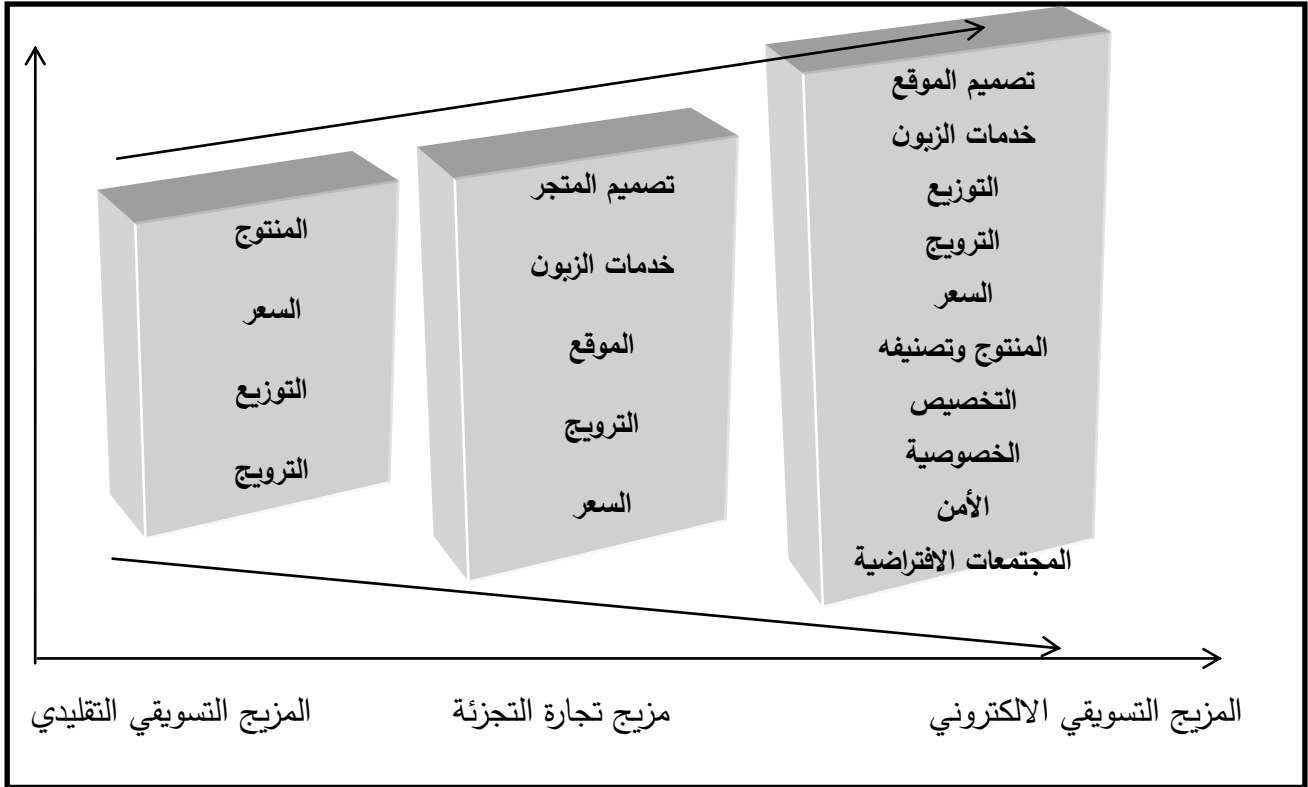 المنتوج
السعر
التوزيع
الترويج
تصميم المتجر
خدمات الزبون
الموقع
الترويج
السعر
تصميم الموقع
خدمات الزبون
التوزيع
الترويج
السعر
المنتوج وتصنيفه
التخصيص
الخصوصية
الأمن
المجتمعات الافتراضية
المزيج التسويقي التقليدي
مزيج تجارة التجزئة
المزيج التسويقي الالكتروني